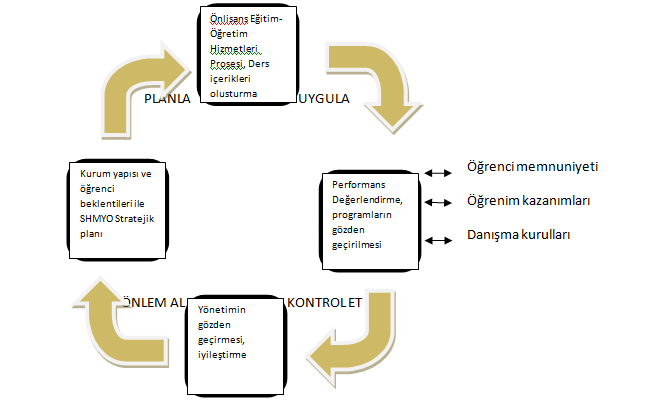 Önlisans Eğitim-
Öğretim
Hizmetleri
Prosesi, Ders
içerikleri
olusturma
PLANLA
UYGULA
Kurum yapısı ve
öğrenci
beklentileri ile
SHMYO Stratejik
planı
Performans
Değerlendirme,
programların
gözden
geçirilmesi
Öğrenci memnuniyeti
Öğrenim kazanımları
Danışma kurulları
ÖNLEM AL
KONTROL ET
Yönetimin
gözden
geçirmesi,
iyileştirme